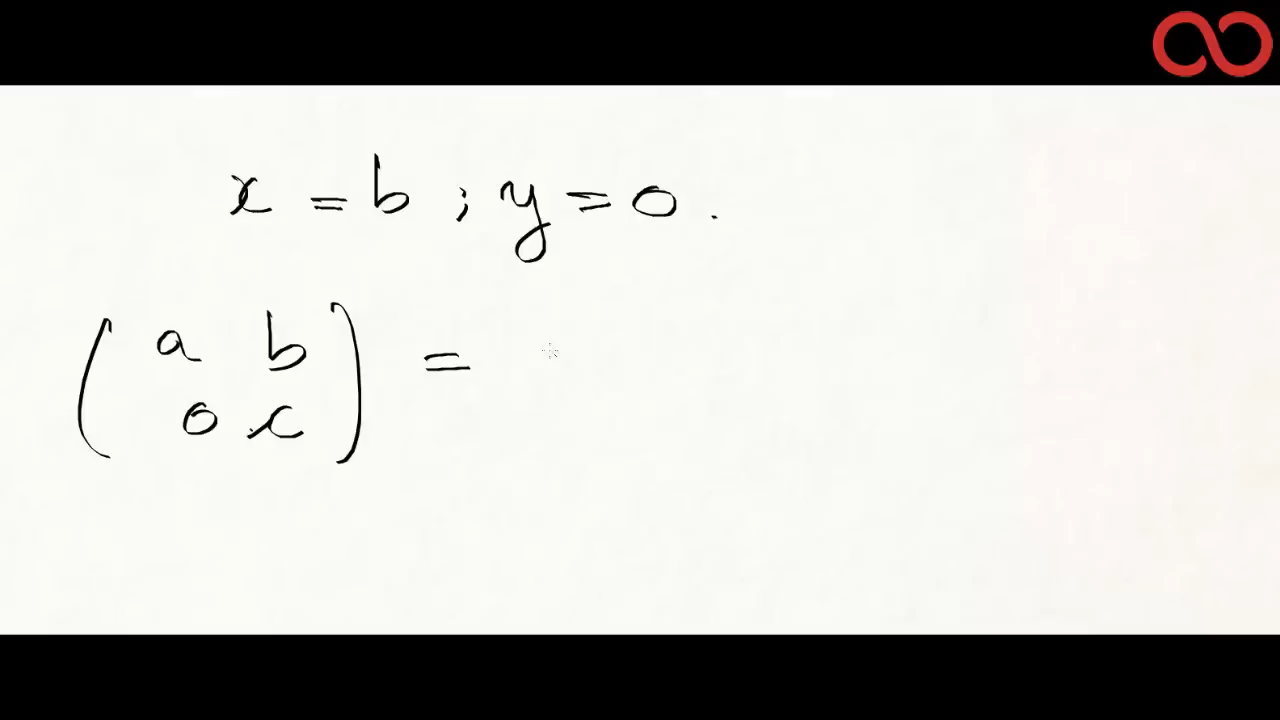 x = b ; y = 0 .
( a b ) =
0 c